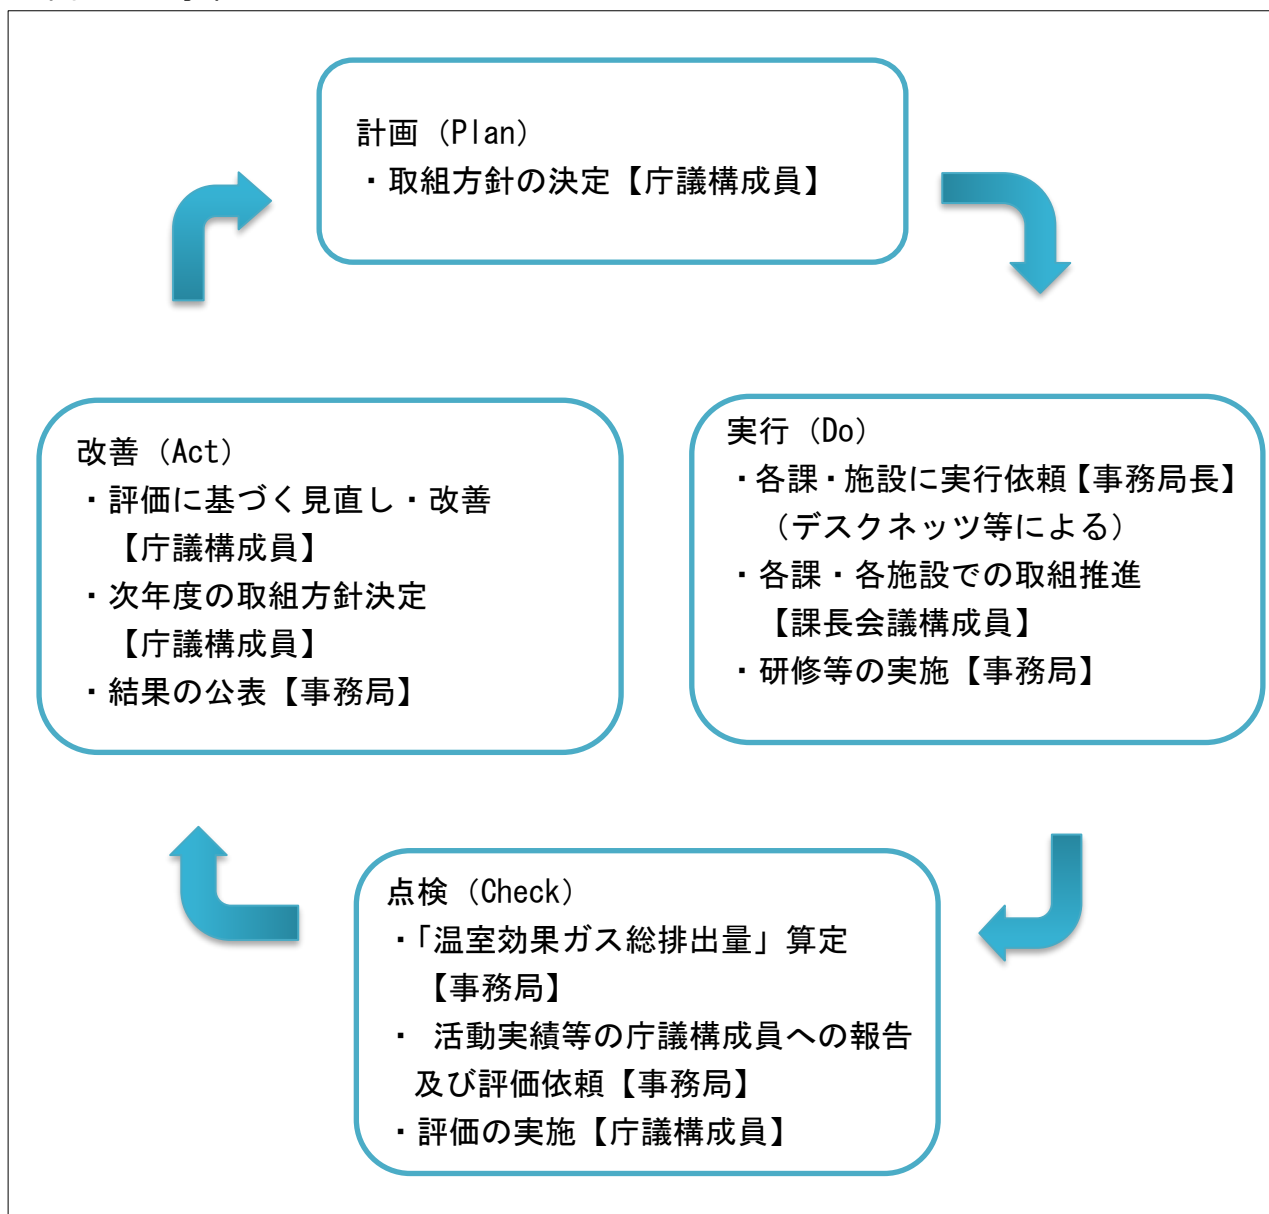 計画（Plan）
・取組方針の決定【庁議構成員】
実行（Do）
・各課・施設に実行依頼【事務局長】
（デスクネッツ等による）
・各課・各施設での取組推進
【課長会議構成員】
・研修等の実施【事務局】
点検（Check）
・「温室効果ガス総排出量」算定
【事務局】
・ 活動実績等の庁議構成員への報告
及び評価依頼【事務局】
・評価の実施【庁議構成員】
改善（Act）
・評価に基づく見直し・改善
【庁議構成員】
・次年度の取組方針決定
【庁議構成員】
・結果の公表【事務局】